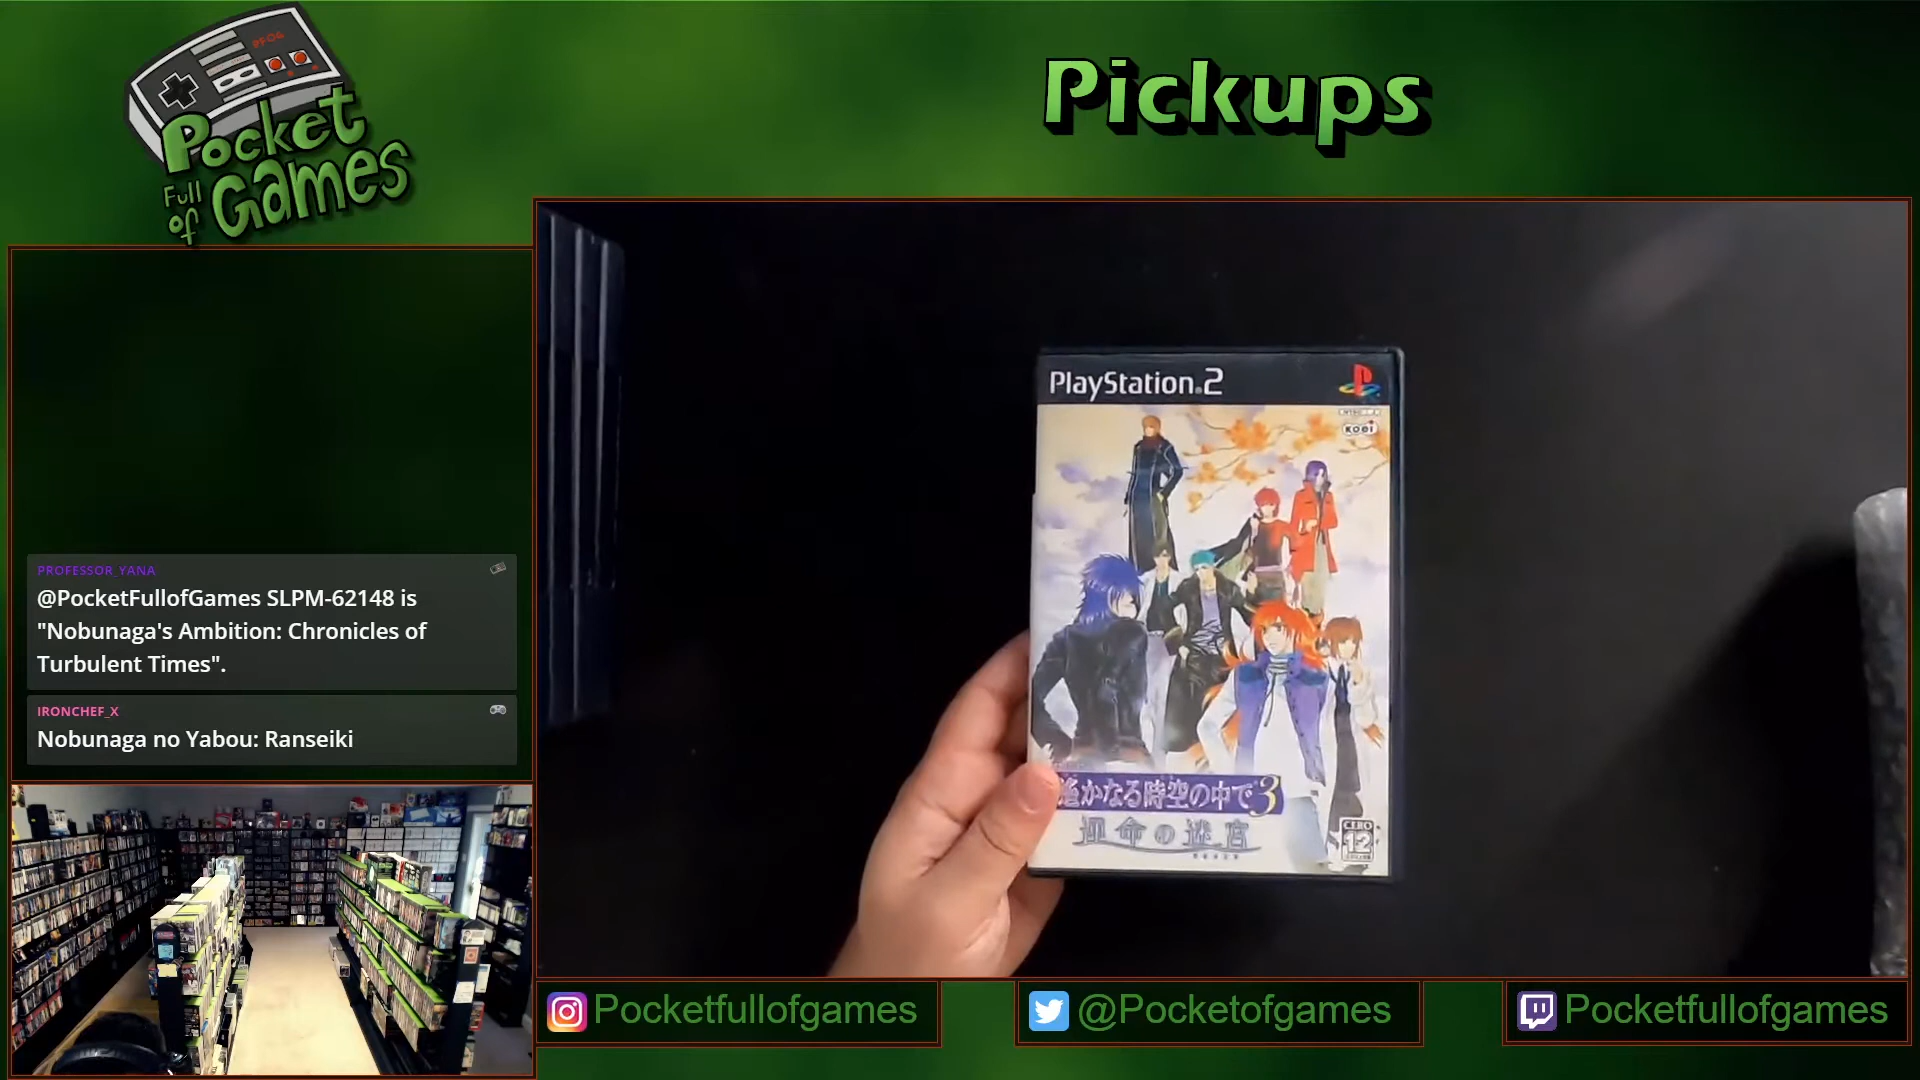 PFOG
Pocket
Full
of
Games
Pickups
PROFESSOR_YANA
@PocketFullofGames SLPM-62148 is
"Nobunaga's Ambition: Chronicles of
Turbulent Times".
IRONCHEF_X
Nobunaga no Yabou: Ranseiki
PlayStation.2
KOEI
遙かなる時空の中で3
運命の迷宮
CERO
12
Pocketfullofgames
@Pocketofgames
Pocketfullofgames